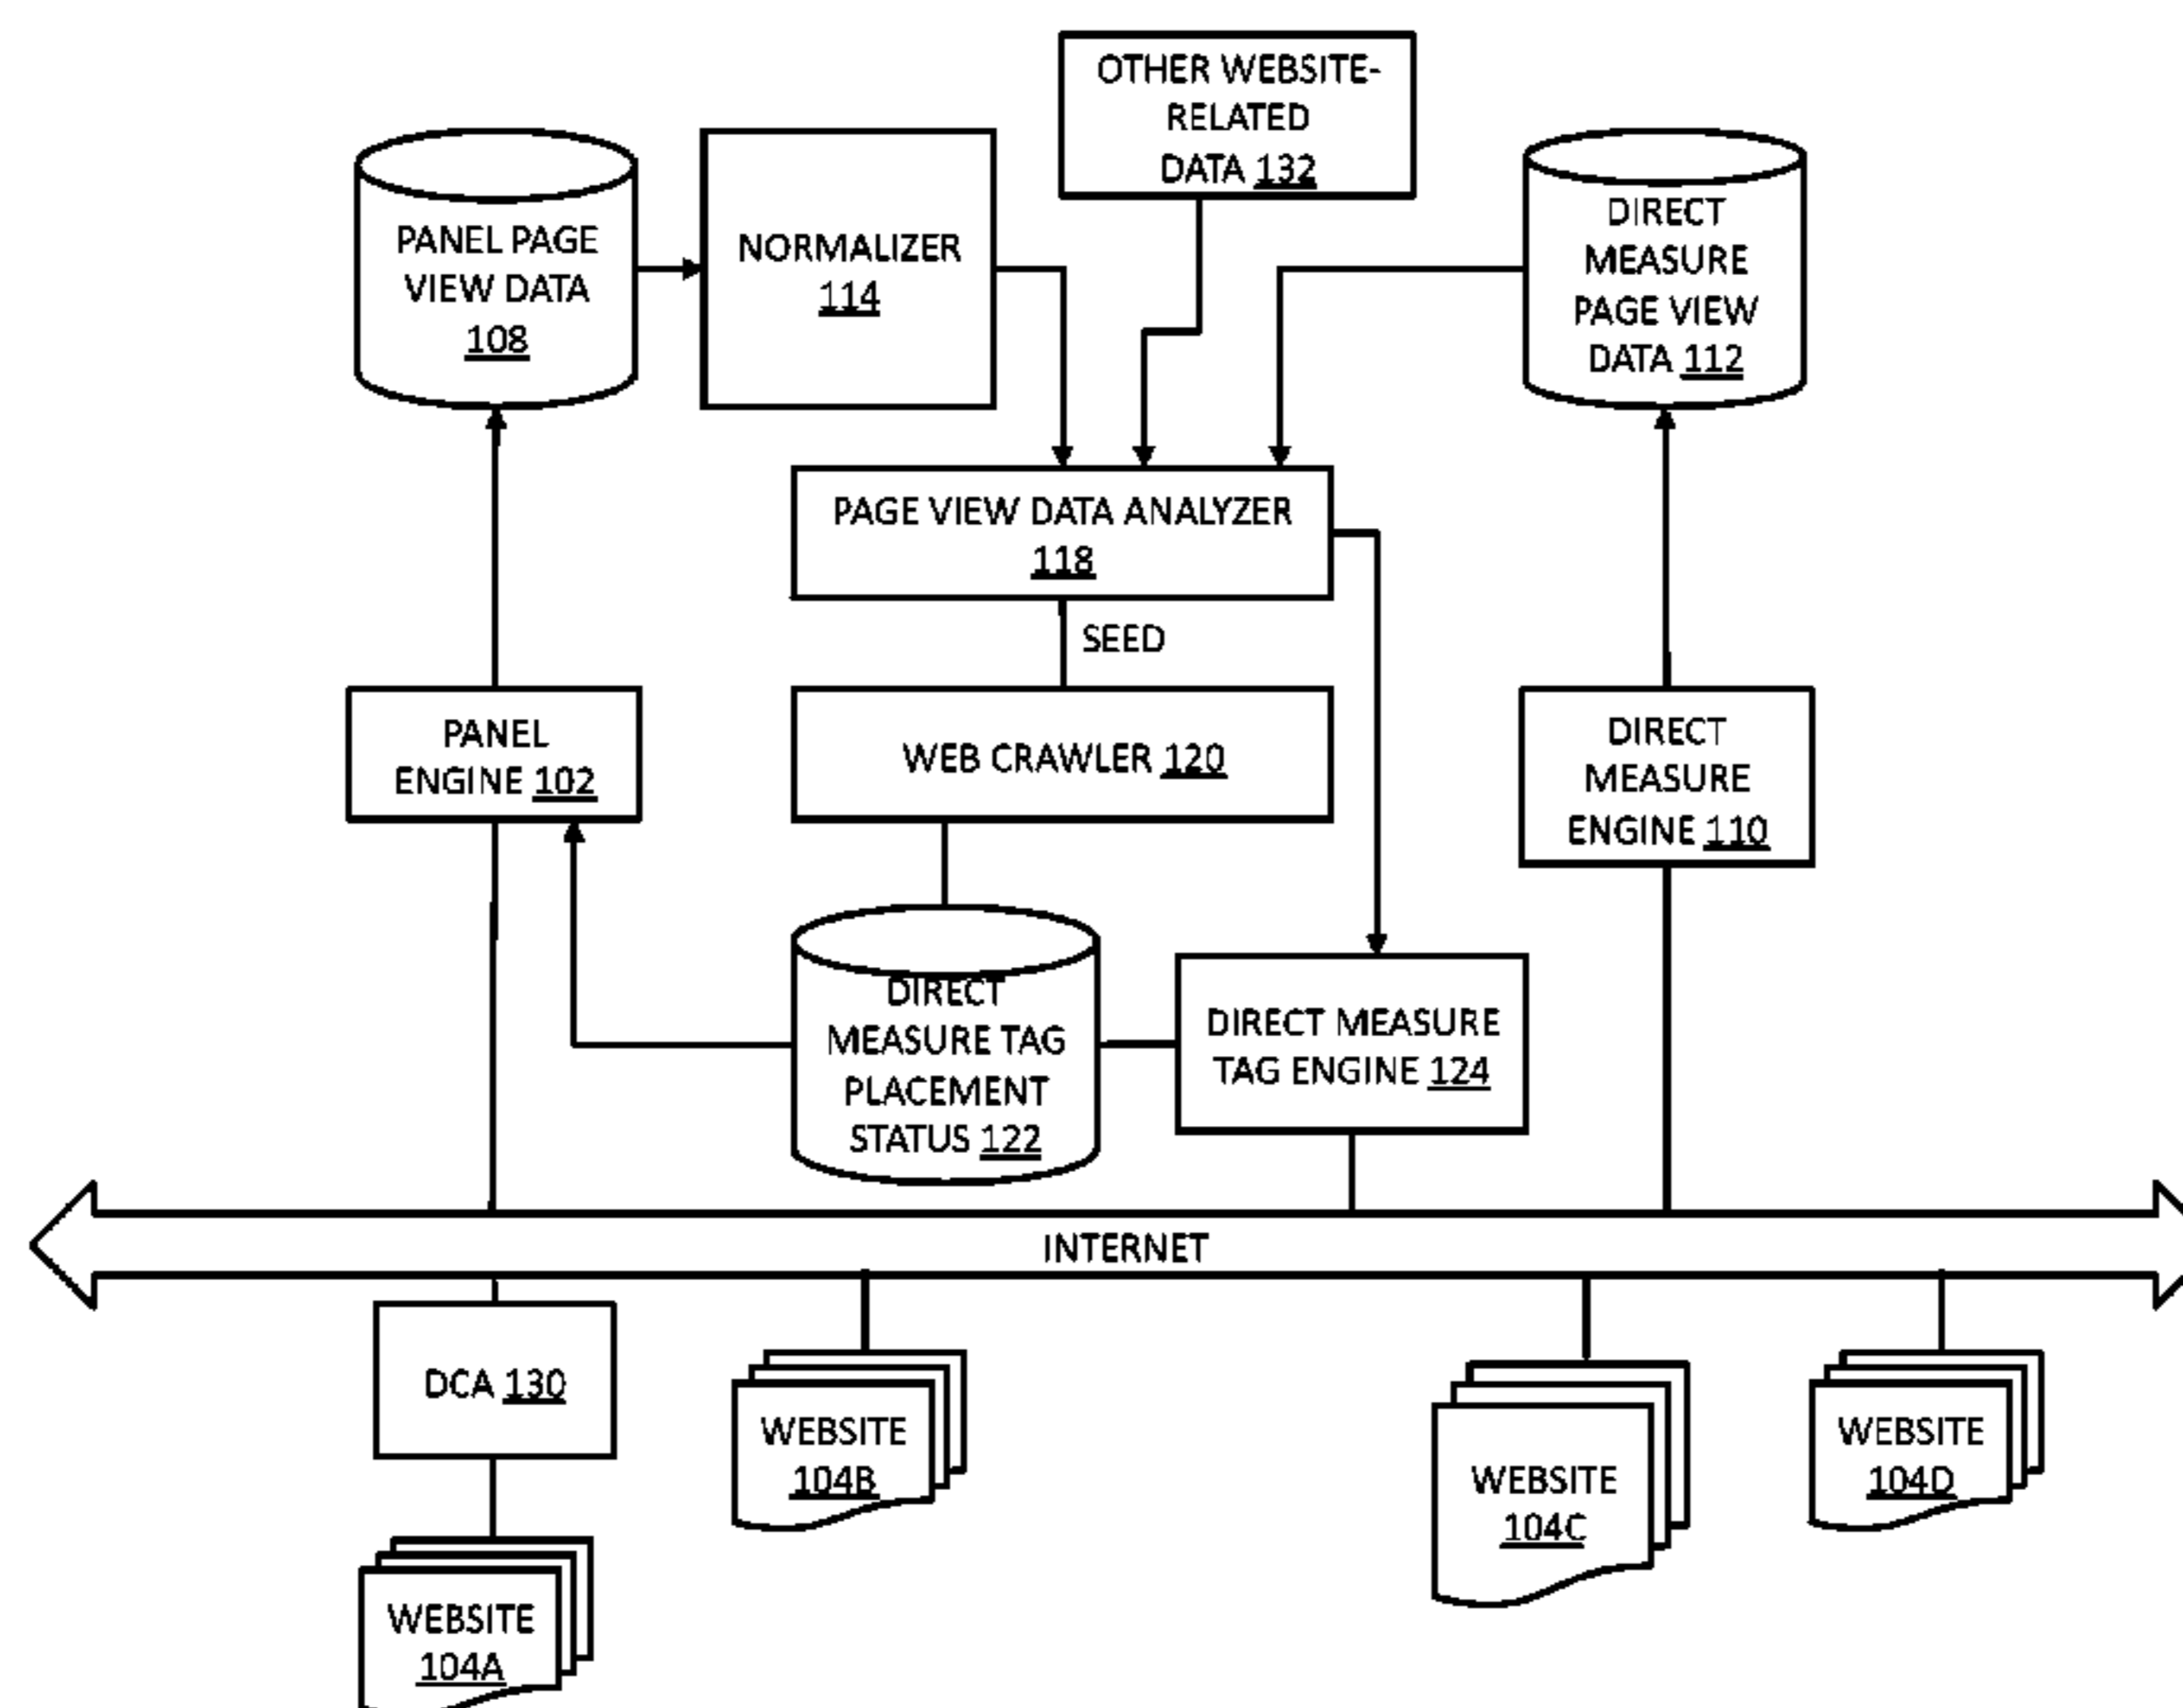 OTHER WEBSITE-
RELATED
DATA 132
PANEL PAGE
VIEW DATA
108
NORMALIZER
114
DIRECT
MEASURE
PAGE VIEW
DATA 112
PAGE VIEW DATA ANALYZER
118
SEED
PANEL
ENGINE 102
WEB CRAWLER 120
DIRECT
MEASURE
ENGINE 110
DIRECT
MEASURE TAG
PLACEMENT
STATUS 122
DIRECT MEASURE
TAG ENGINE 124
INTERNET
DCA 130
WEBSITE
104B
WEBSITE
104C
WEBSITE
104D
WEBSITE
104A